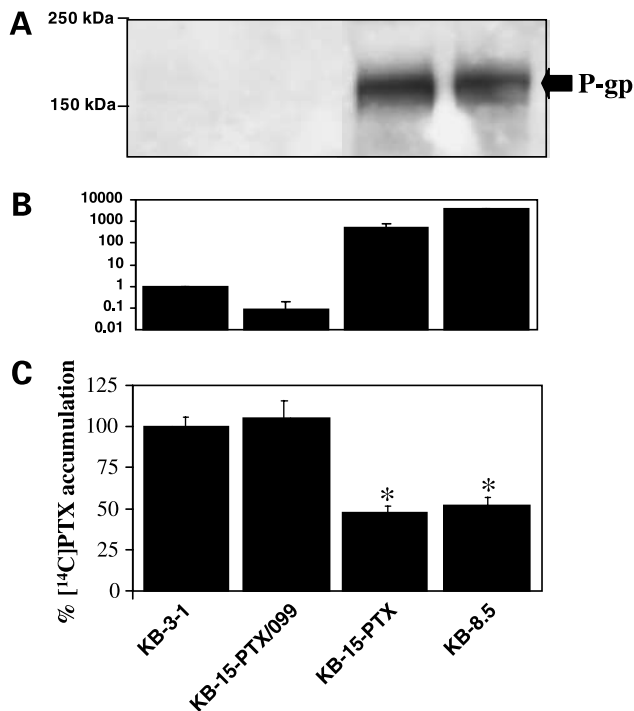 A
250 kDa
150 kDa
P-gp
B
10000
1000
100
10
1
0.1
0.01
C
% [¹⁴C]PTX accumulation
125
100
75
50
25
0
*
*
KB-3-1
KB-15-PTX/099
KB-15-PTX
KB-8.5